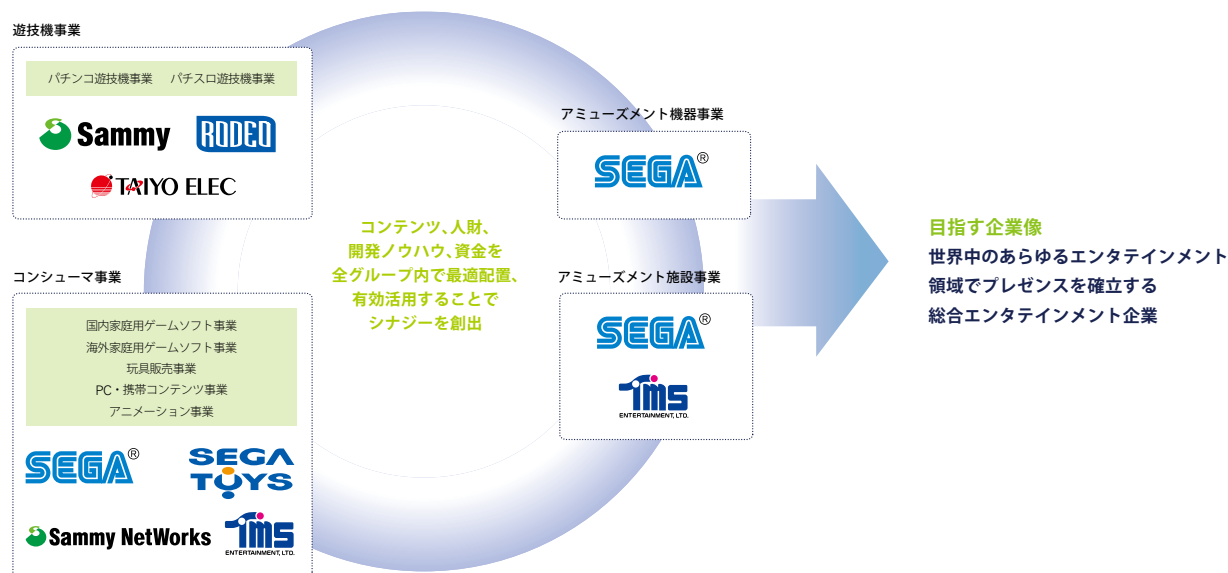 遊技機事業
パチンコ遊技機事業 パチスロ遊技機事業
Sammy
RODEO
TAIYO ELEC
コンシューマ事業
国内家庭用ゲームソフト事業
海外家庭用ゲームソフト事業
玩具販売事業
PC・携帯コンテンツ事業
アニメーション事業
SEGA®
SEGA
TOYS
Sammy NetWorks
TMS
ENTERTAINMENT, LTD.
コンテンツ、人財、
開発ノウハウ、資金を
全グループ内で最適配置、
有効活用することで
シナジーを創出
アミューズメント機器事業
SEGA®
アミューズメント施設事業
SEGA®
TMS
ENTERTAINMENT, LTD.
目指す企業像
世界中のあらゆるエンタテインメント
領域でプレゼンスを確立する
総合エンタテインメント企業